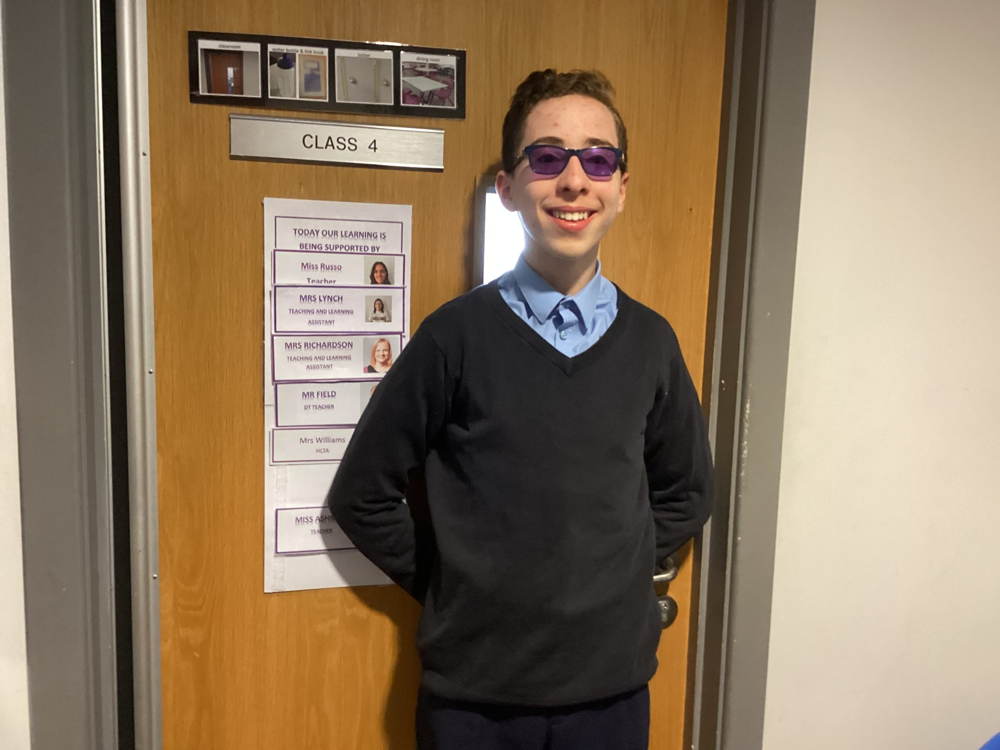 classroom
water bottle & link book
locker
dining room
CLASS 4
TODAY OUR LEARNING IS
BEING SUPPORTED BY
Miss Russo
Teacher
MRS LYNCH
TEACHING AND LEARNING
ASSISTANT
MRS RICHARDSON
TEACHING AND LEARNING
ASSISTANT
MR FIELD
DT TEACHER
Mrs Williams
HLTA
MISS
TEACHER